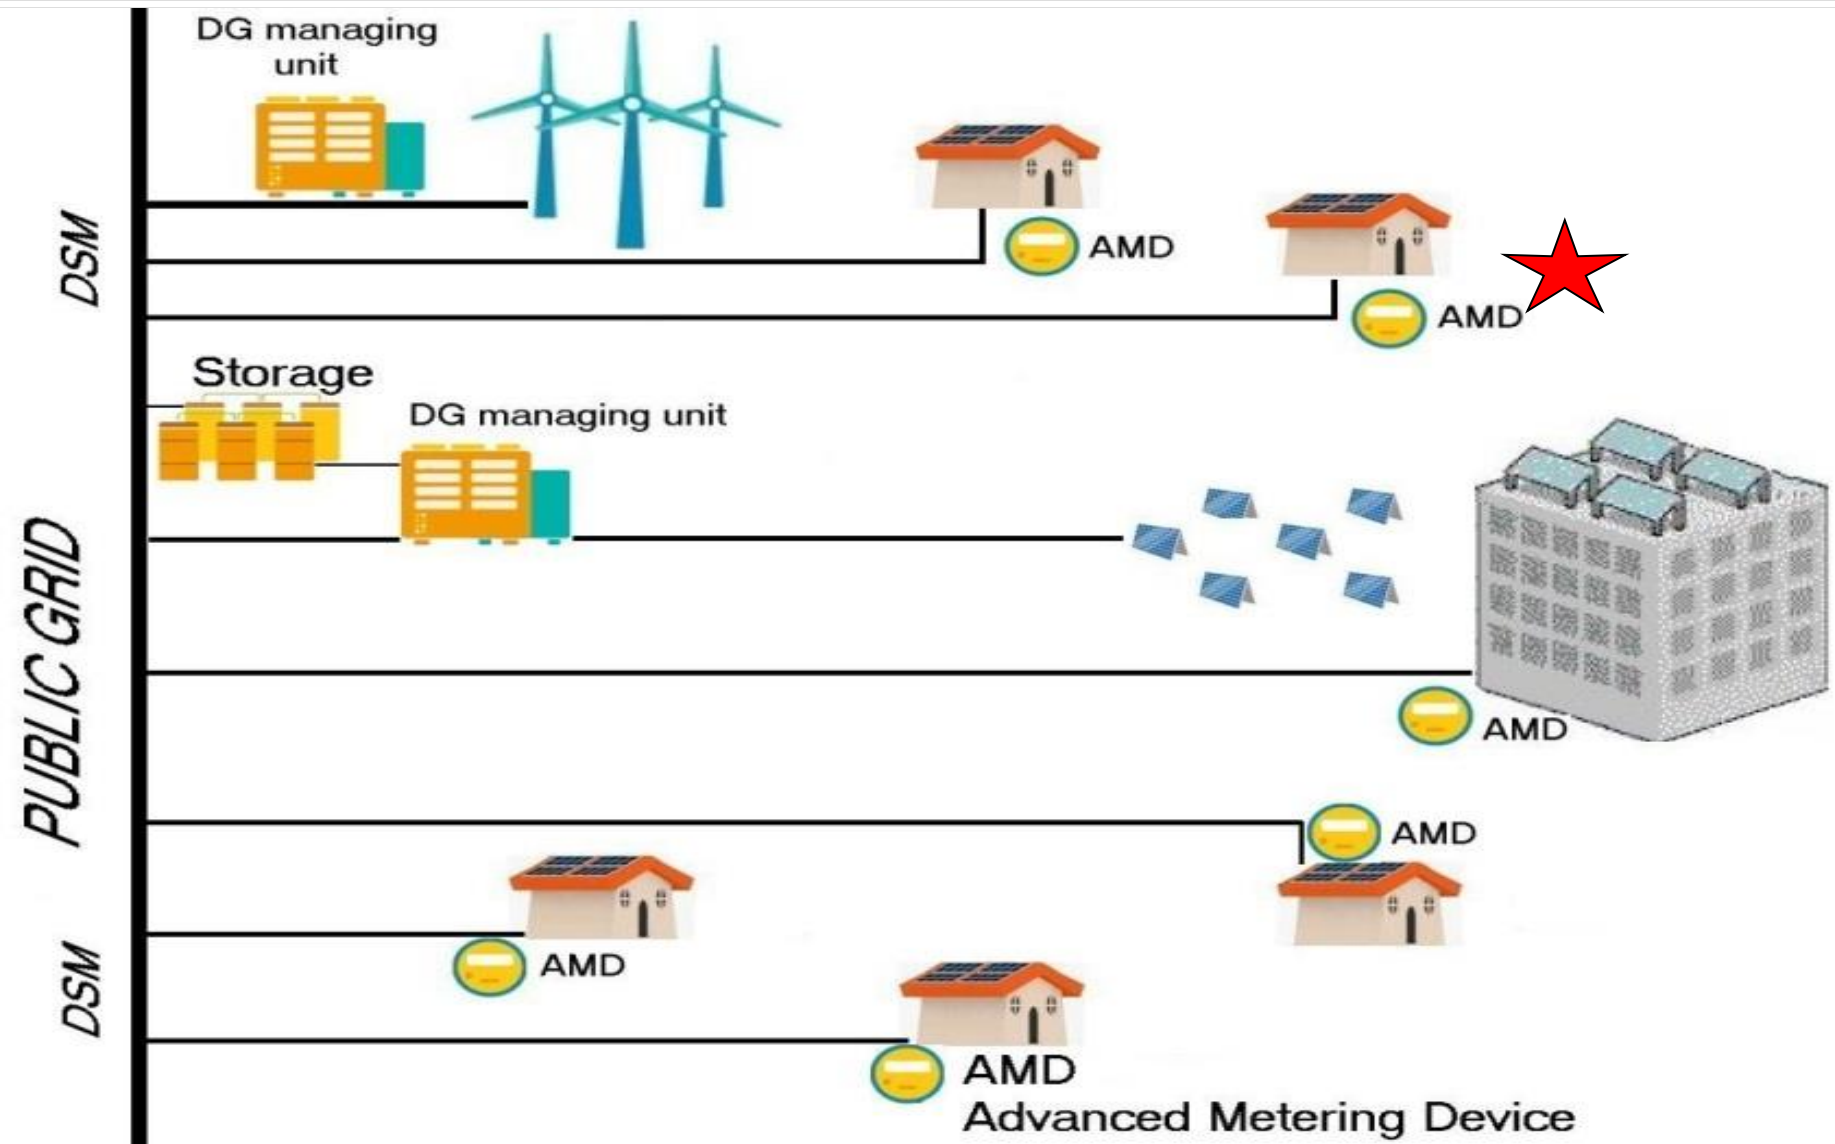 DG managing
unit
AMD
DSM
AMD
Storage
DG managing unit
PUBLIC GRID
AMD
AMD
AMD
DSM
AMD
Advanced Metering Device